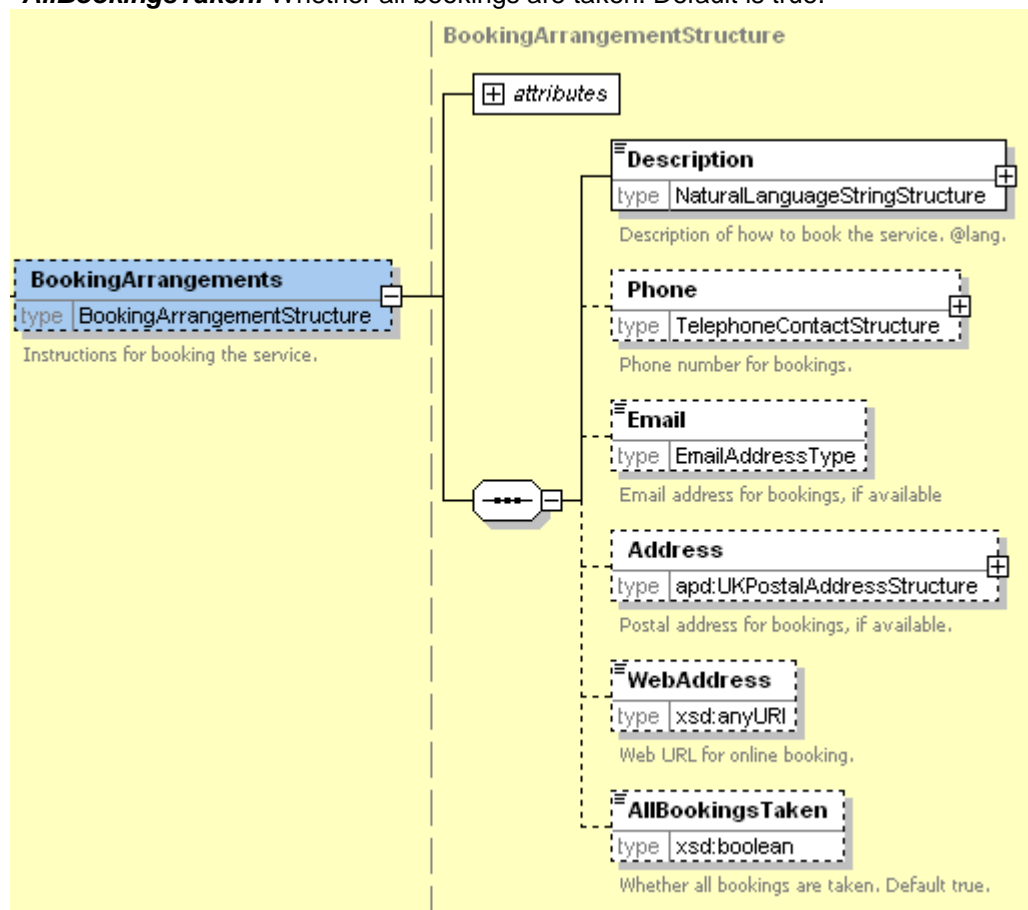 AllBookingsTaken: Whether all bookings are taken. Default is true.
BookingArrangementStructure
attributes
Description
type NaturalLanguageStringStructure
Description of how to book the service. @lang.
BookingArrangements
type BookingArrangementStructure
Instructions for booking the service.
Phone
type TelephoneContactStructure
Phone number for bookings.
Email
type EmailAddressType
Email address for bookings, if available
Address
type apd:UKPostalAddressStructure
Postal address for bookings, if available.
WebAddress
type xsd:anyURI
Web URL for online booking.
AllBookingsTaken
type xsd:boolean
Whether all bookings are taken. Default true.